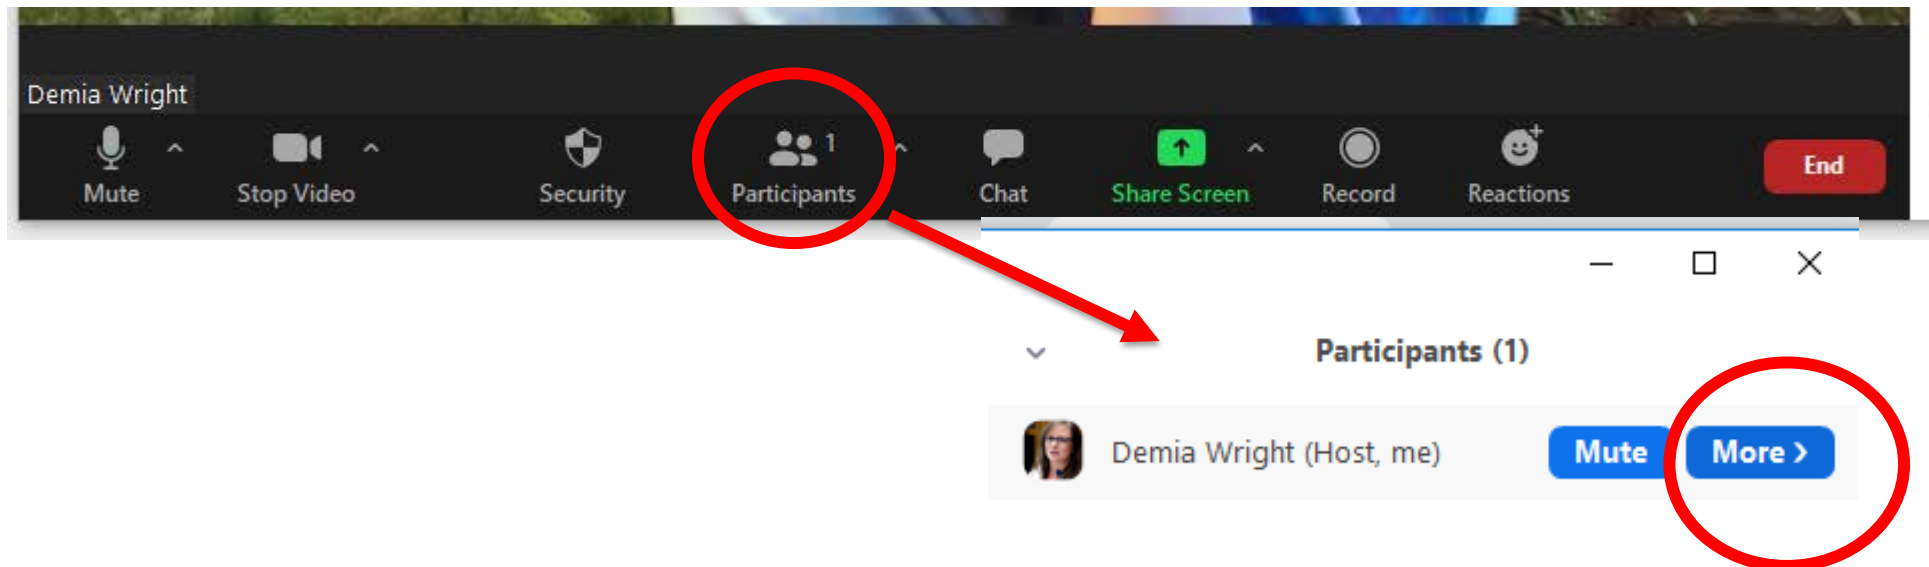 Demia Wright
1
Mute Stop Video Security Participants Chat Share Screen Record Reactions End
Participants (1)
Demia Wright (Host, me) Mute More >